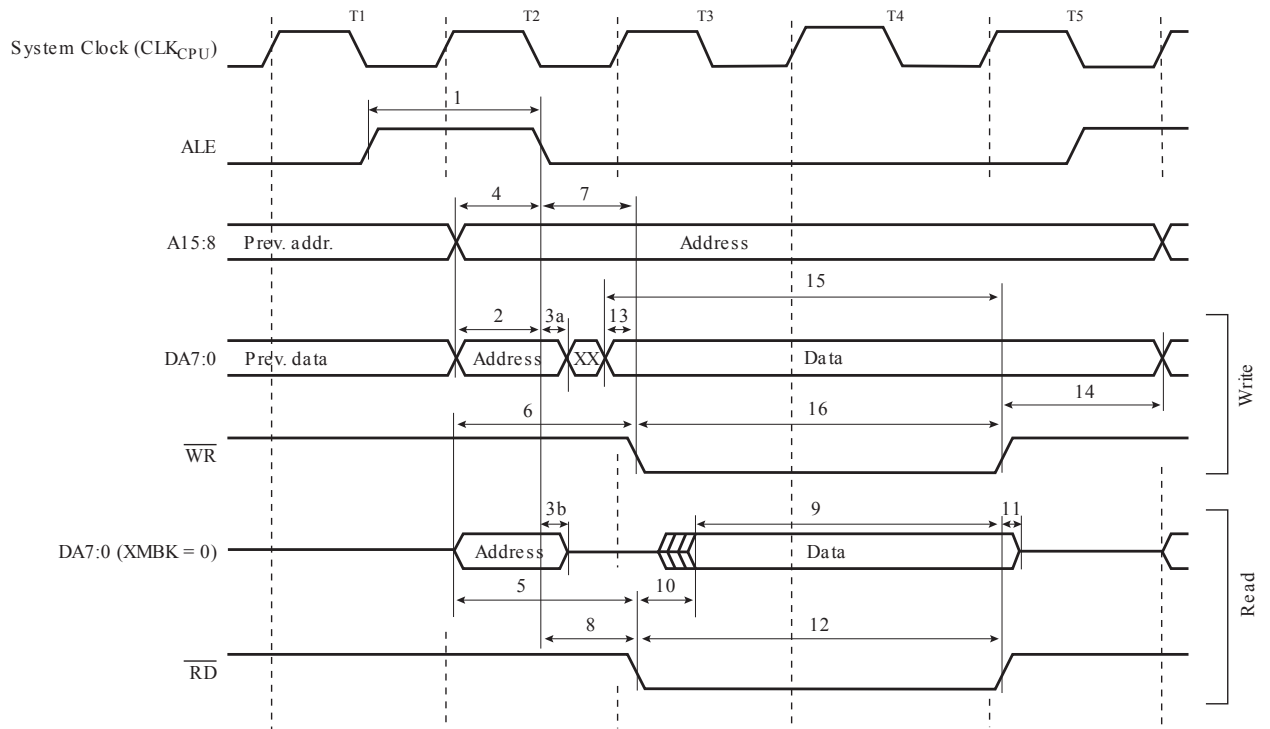 T1 T2 T3 T4 T5
System Clock (CLKCPU)
1
ALE
4 7
A15:8 Prev. addr. Address
15
2 3a 13
DA7:0 Prev. data Address XX Data
14
6 16
WR
Write
3b 9 11
DA7:0 (XMBK = 0) Address Data
5 10
8 12
RD
Read